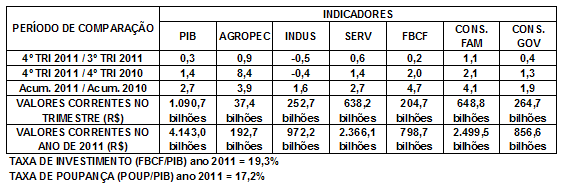 PERÍODO DE COMPARAÇÃO INDICADORES
PIB AGROPEC INDUS SERV FBCF CONS. FAM CONS. GOV
4º TRI 2011 / 3º TRI 2011 0,3 0,9 -0,5 0,6 0,2 1,1 0,4
4º TRI 2011 / 4º TRI 2010 1,4 8,4 -0,4 1,4 2,0 2,1 1,3
Acum. 2011 / Acum. 2010 2,7 3,9 1,6 2,7 4,7 4,1 1,9
VALORES CORRENTES NO TRIMESTRE (R$) 1.090,7 bilhões 37,4 bilhões 252,7 bilhões 638,2 bilhões 204,7 bilhões 648,8 bilhões 264,7 bilhões
VALORES CORRENTES NO ANO DE 2011 (R$) 4.143,0 bilhões 192,7 bilhões 972,2 bilhões 2.366,1 bilhões 798,7 bilhões 2.499,5 bilhões 856,6 bilhões
TAXA DE INVESTIMENTO (FBCF/PIB) ano 2011 = 19,3%
TAXA DE POUPANÇA (POUP/PIB) ano 2011 = 17,2%